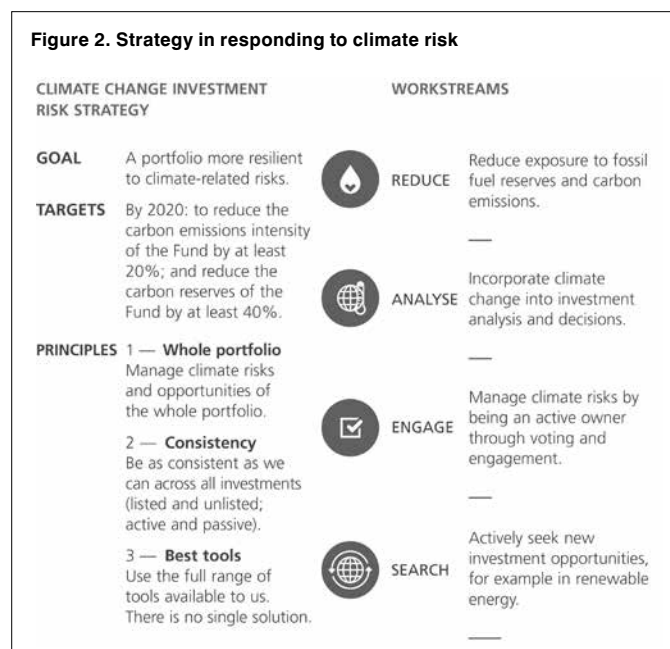 Figure 2. Strategy in responding to climate risk
CLIMATE CHANGE INVESTMENT
RISK STRATEGY
GOAL A portfolio more resilient
to climate-related risks.
TARGETS By 2020: to reduce the
carbon emissions intensity
of the Fund by at least
20%; and reduce the
carbon reserves of the
Fund by at least 40%.
PRINCIPLES 1 — Whole portfolio
Manage climate risks
and opportunities of
the whole portfolio.
2 — Consistency
Be as consistent as we
can across all investments
(listed and unlisted;
active and passive).
3 — Best tools
Use the full range of
tools available to us.
There is no single solution.
WORKSTREAMS
REDUCE Reduce exposure to fossil
fuel reserves and carbon
emissions.
ANALYSE Incorporate climate
change into investment
analysis and decisions.
ENGAGE Manage climate risks by
being an active owner
through voting and
engagement.
SEARCH Actively seek new
investment opportunities,
for example in renewable
energy.